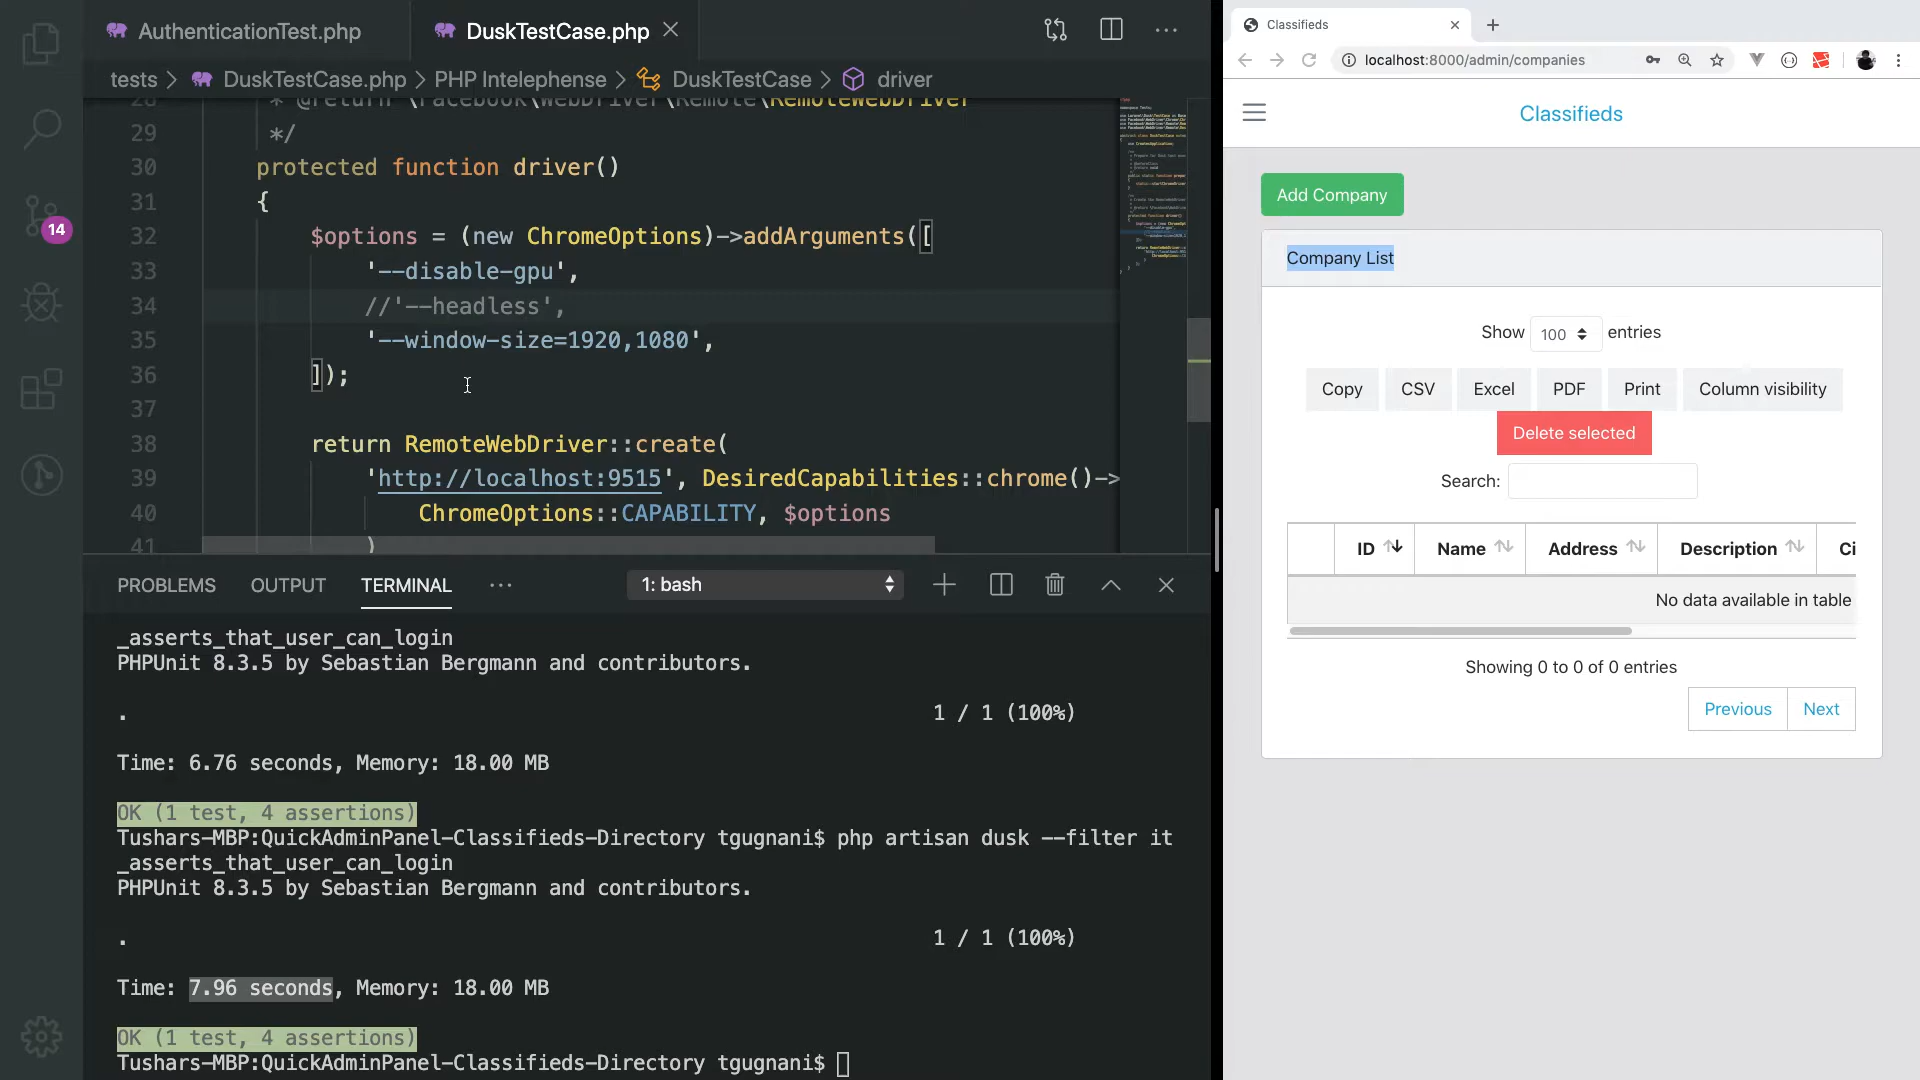 AuthenticationTest.php
DuskTestCase.php
tests > DuskTestCase.php > PHP Intelephense > DuskTestCase > driver
28 * @return \Facebook\WebDriver\Remote\RemoteWebDriver
29 */
30 protected function driver()
31 {
32 $options = (new ChromeOptions)->addArguments([
33 '--disable-gpu',
34 //'--headless',
35 '--window-size=1920,1080',
36 ]);
37
38 return RemoteWebDriver::create(
39 'http://localhost:9515', DesiredCapabilities::chrome()->
40 ChromeOptions::CAPABILITY, $options
41 )
14
PROBLEMS OUTPUT TERMINAL ··· 1: bash
_asserts_that_user_can_login
PHPUnit 8.3.5 by Sebastian Bergmann and contributors.
. 1 / 1 (100%)
Time: 6.76 seconds, Memory: 18.00 MB
OK (1 test, 4 assertions)
Tushars-MBP:QuickAdminPanel-Classifieds-Directory tgugnani$ php artisan dusk --filter it
_asserts_that_user_can_login
PHPUnit 8.3.5 by Sebastian Bergmann and contributors.
. 1 / 1 (100%)
Time: 7.96 seconds, Memory: 18.00 MB
OK (1 test, 4 assertions)
Tushars-MBP:QuickAdminPanel-Classifieds-Directory tgugnani$
Classifieds
localhost:8000/admin/companies
Classifieds
Add Company
Company List
Show 100 entries
Copy CSV Excel PDF Print Column visibility
Delete selected
Search:
ID Name Address Description Ci
No data available in table
Showing 0 to 0 of 0 entries
Previous Next